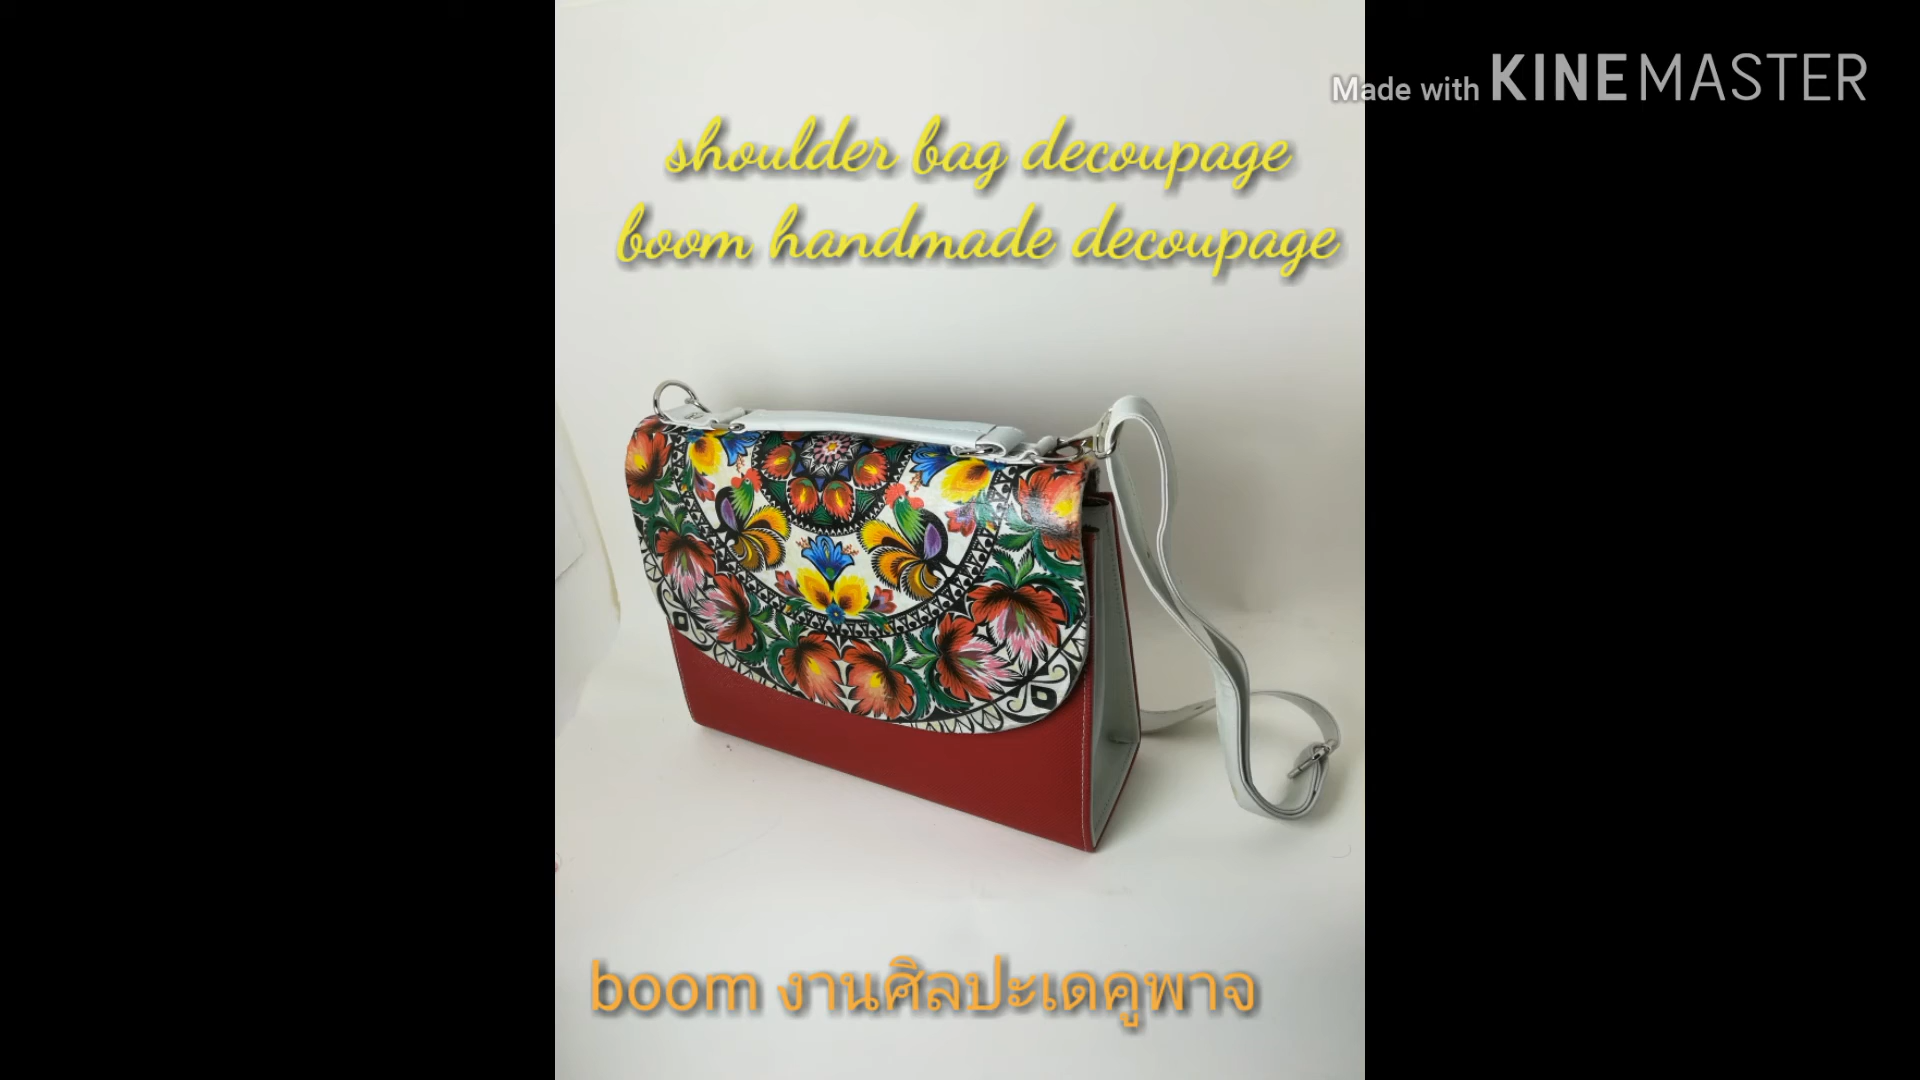 Made with KINEMASTER
shoulder bag decoupage
boom handmade decoupage
boom งานศิลปะเดคูพาจ